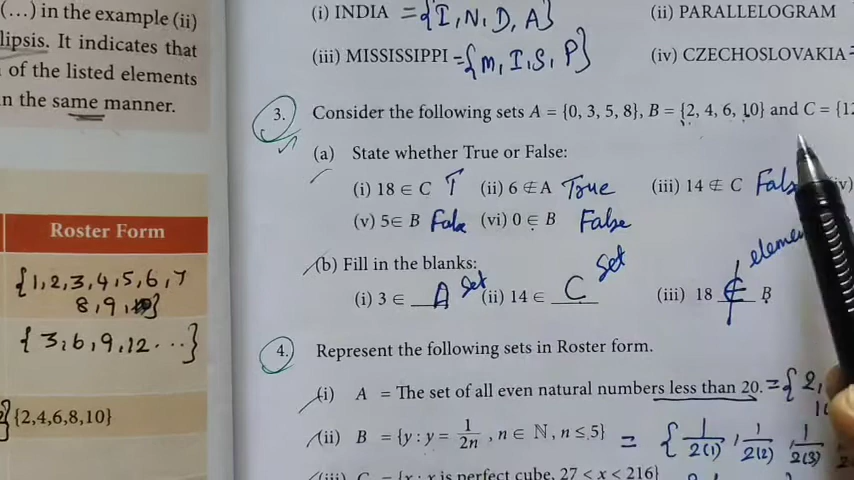 (...) in the example (ii)
lipsis. It indicates that
of the listed elements
n the same manner.
Roster Form
{1,2,3,4,5,6,7
8,9,10}
{3,6,9,12...}
{2,4,6,8,10}
(i) INDIA = {I, N, D, A}
(ii) PARALLELOGRAM
(iii) MISSISSIPPI = {M, I, S, P}
(iv) CZECHOSLOVAKIA =
3. Consider the following sets A = {0, 3, 5, 8}, B = {2, 4, 6, 10} and C = {12
(a) State whether True or False:
(i) 18 ∈ C T (ii) 6 ∉ A True (iii) 14 ∉ C Fals iv)
(v) 5∈ B False (vi) 0 ∈ B False
(b) Fill in the blanks:
(i) 3 ∈ A set (ii) 14 ∈ C set (iii) 18 ∉ B elemen
4. Represent the following sets in Roster form.
(i) A = The set of all even natural numbers less than 20. = {2,
(ii) B = {y : y = 1/2n , n ∈ ℕ, n ≤ 5} = {1/2(1) , 1/2(2) , 1/2(3) ,
(iii) C = {x : x is perfect cube, 27 < x < 216}